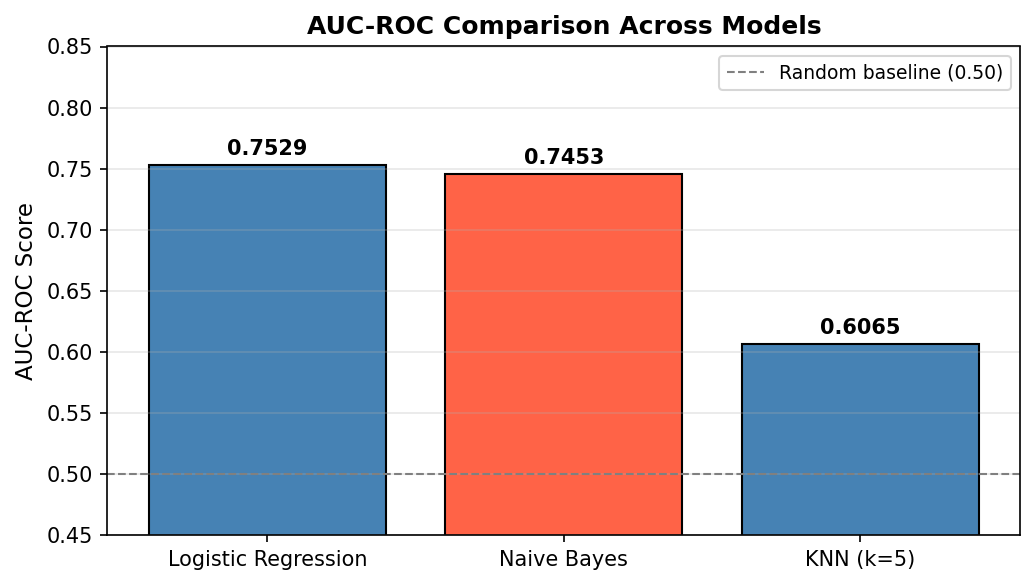 AUC-ROC Comparison Across Models
Random baseline (0.50)
AUC-ROC Score
0.85
0.80
0.75
0.70
0.65
0.60
0.55
0.50
0.45
0.7529
0.7453
0.6065
Logistic Regression
Naive Bayes
KNN (k=5)